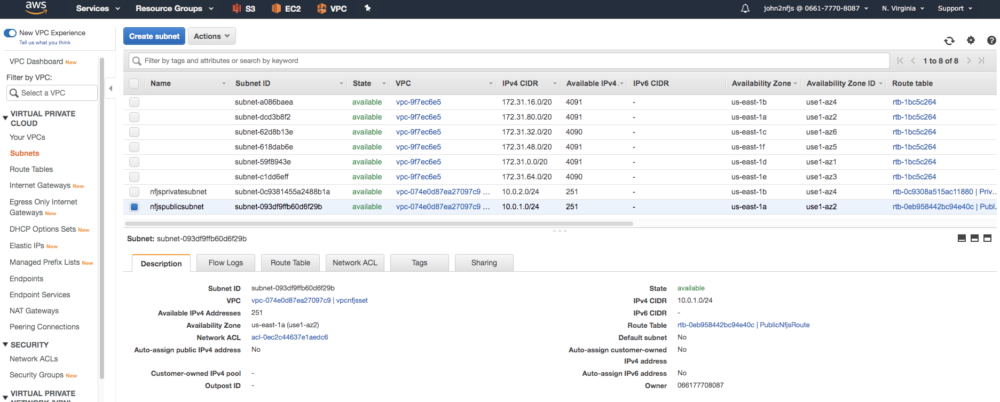 aws Services Resource Groups S3 EC2 VPC john2nfjs @ 0661-7770-8087 N. Virginia Support
New VPC Experience
Tell us what you think
VPC Dashboard New
Filter by VPC:
Select a VPC
VIRTUAL PRIVATE
CLOUD
Your VPCs
Subnets
Route Tables
Internet Gateways New
Egress Only Internet
Gateways New
DHCP Options Sets New
Elastic IPs New
Managed Prefix Lists New
Endpoints
Endpoint Services
NAT Gateways
Peering Connections
SECURITY
Network ACLs
Security Groups New
VIRTUAL PRIVATE
NETWORK (VPN)
Create subnet Actions
Filter by tags and attributes or search by keyword 1 to 8 of 8
Name Subnet ID State VPC IPv4 CIDR Available IPv4 . IPv6 CIDR Availability Zone Availability Zone ID Route table
subnet-a086baea available vpc-9f7ec6e5 172.31.16.0/20 4091 - us-east-1b use1-az4 rtb-1bc5c264
subnet-dcd3b8f2 available vpc-9f7ec6e5 172.31.80.0/20 4091 - us-east-1a use1-az2 rtb-1bc5c264
subnet-62d8b13e available vpc-9f7ec6e5 172.31.32.0/20 4090 - us-east-1c use1-az6 rtb-1bc5c264
subnet-618dab6e available vpc-9f7ec6e5 172.31.48.0/20 4091 - us-east-1f use1-az5 rtb-1bc5c264
subnet-59f8943e available vpc-9f7ec6e5 172.31.0.0/20 4091 - us-east-1d use1-az1 rtb-1bc5c264
subnet-c1dd6eff available vpc-9f7ec6e5 172.31.64.0/20 4090 - us-east-1e use1-az3 rtb-1bc5c264
nfjsprivatesubnet subnet-0c9381455a2488b1a available vpc-074e0d87ea27097c9 ... 10.0.2.0/24 251 - us-east-1b use1-az4 rtb-0c9308a515ac11880 | Priv...
nfjspublicsubnet subnet-093df9ffb60d6f29b available vpc-074e0d87ea27097c9 ... 10.0.1.0/24 251 - us-east-1a use1-az2 rtb-0eb958442bc94e40c | Publ...
Subnet: subnet-093df9ffb60d6f29b
Description Flow Logs Route Table Network ACL Tags Sharing
Subnet ID subnet-093df9ffb60d6f29b State available
VPC vpc-074e0d87ea27097c9 | vpcnfjsset IPv4 CIDR 10.0.1.0/24
Available IPv4 Addresses 251 IPv6 CIDR -
Availability Zone us-east-1a (use1-az2) Route Table rtb-0eb958442bc94e40c | PublicNfjsRoute
Network ACL acl-0ec2c44637e1aedc6 Default subnet No
Auto-assign public IPv4 address No Auto-assign customer-owned No
IPv4 address
Customer-owned IPv4 pool - Auto-assign IPv6 address No
Outpost ID - Owner 066177708087